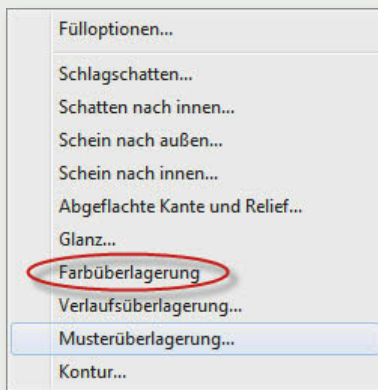 Fülloptionen...
Schlagschatten...
Schatten nach innen...
Schein nach außen...
Schein nach innen...
Abgeflachte Kante und Relief...
Glanz...
Farbüberlagerung
Verlaufsüberlagerung...
Musterüberlagerung...
Kontur...